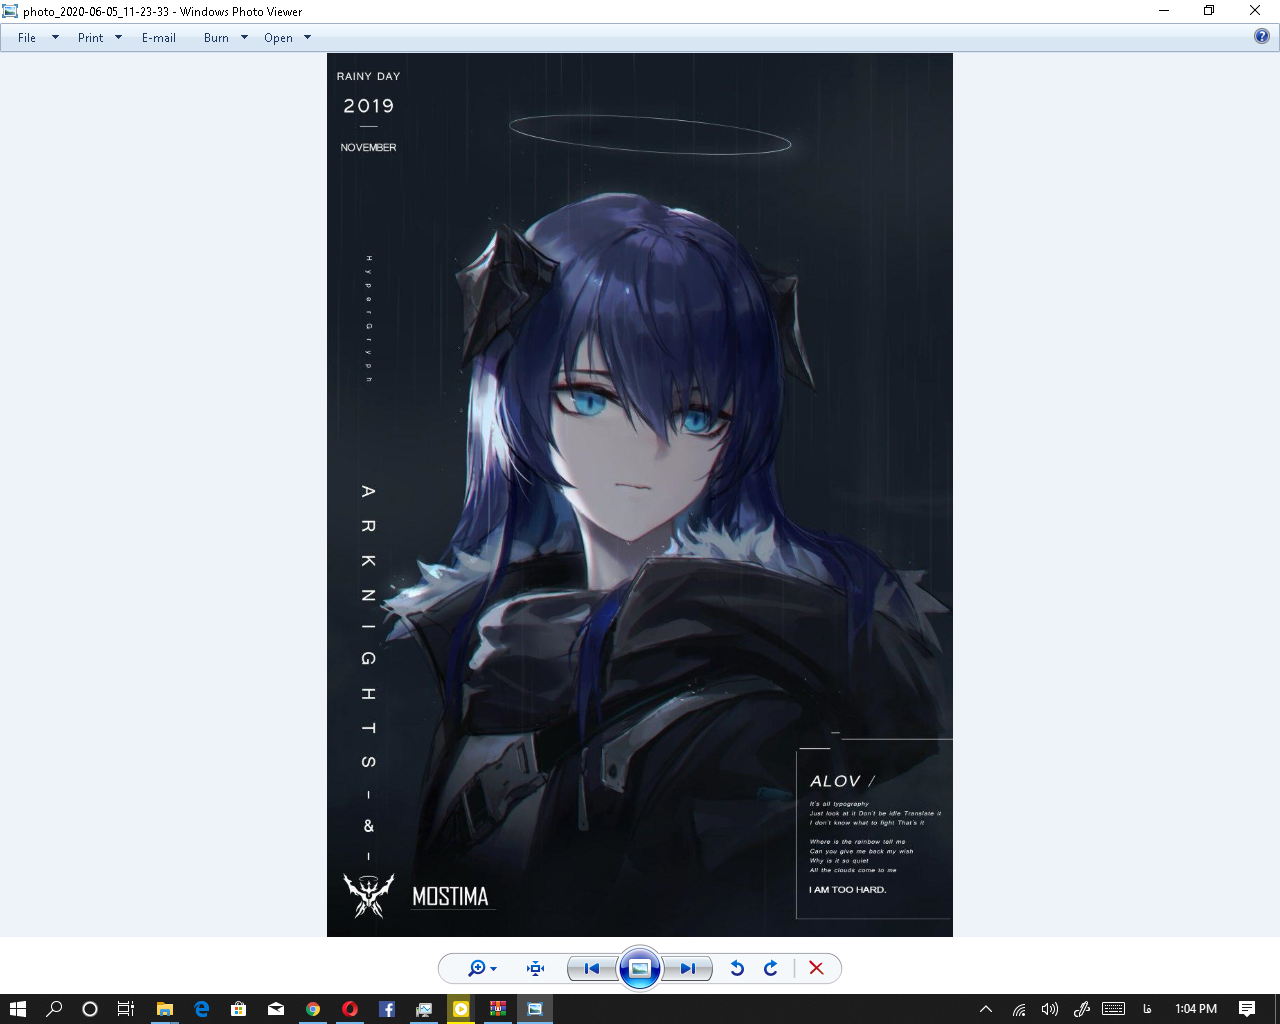 photo_2020-06-05_11-23-33 - Windows Photo Viewer
File Print E-mail Burn Open
?
RAINY DAY
2019
NOVEMBER
HyperGryph
ARKNIGHTS-&-
MOSTIMA
ALOV /
It's all typography
Just look at it Don't be idle Translate it
I don't know what to fight That's it
Where is the rainbow tell me
Can you give me back my wish
Why is it so quiet
All the clouds come to me
I AM TOO HARD.
فا 1:04 PM